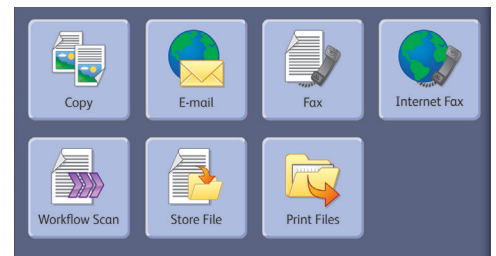 Copy
E-mail
Fax
Internet Fax
Workflow Scan
Store File
Print Files